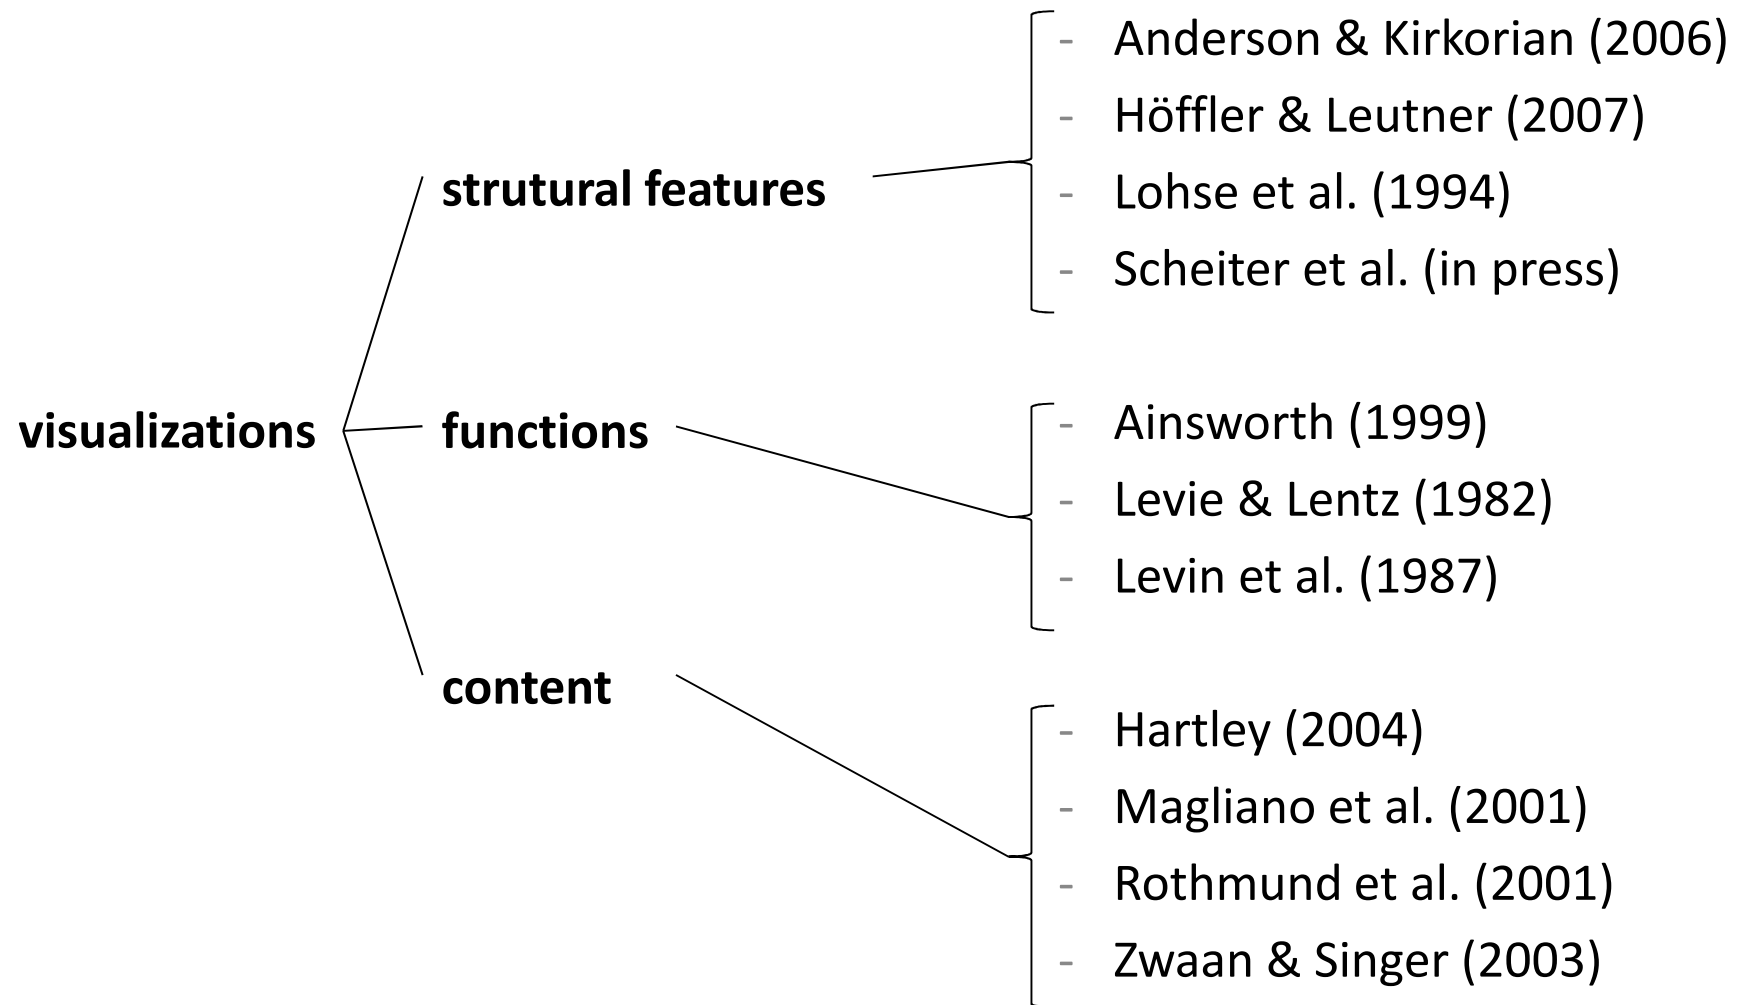 visualizations
strutural features
- Anderson & Kirkorian (2006)
- Höffler & Leutner (2007)
- Lohse et al. (1994)
- Scheiter et al. (in press)
functions
- Ainsworth (1999)
- Levie & Lentz (1982)
- Levin et al. (1987)
content
- Hartley (2004)
- Magliano et al. (2001)
- Rothmund et al. (2001)
- Zwaan & Singer (2003)